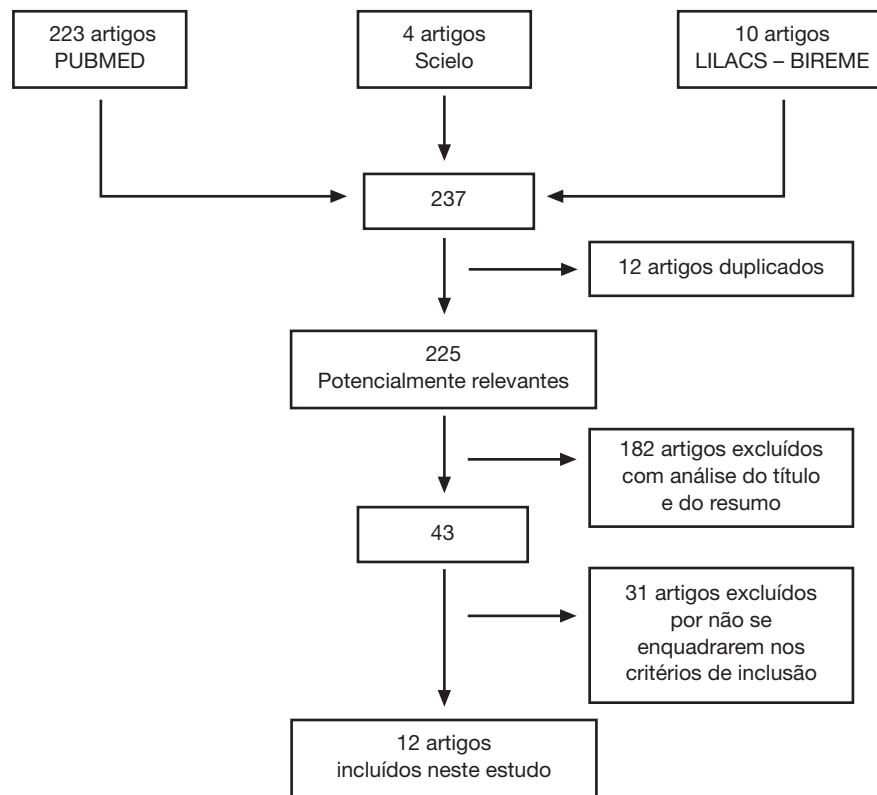 223 artigos
PUBMED
4 artigos
Scielo
10 artigos
LILACS – BIREME
237
12 artigos duplicados
225
Potencialmente relevantes
182 artigos excluídos
com análise do título
e do resumo
43
31 artigos excluídos
por não se
enquadrarem nos
critérios de inclusão
12 artigos
incluídos neste estudo